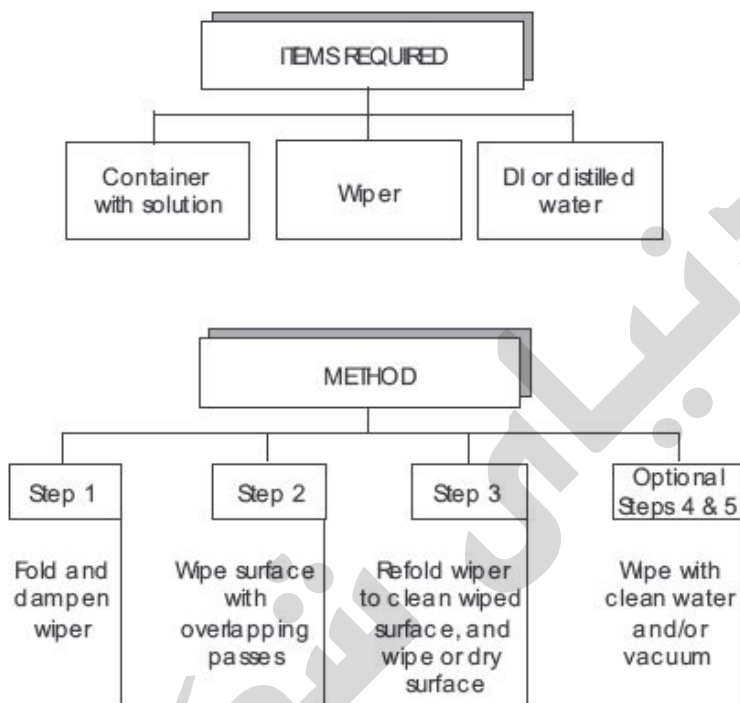 ITEMS REQUIRED
Container
with solution
Wiper
DI or distilled
water
METHOD
Step 1
Fold and
dampen
wiper
Step 2
Wipe surface
with
overlapping
passes
Step 3
Refold wiper
to clean wiped
surface, and
wipe or dry
surface
Optional
Steps 4 & 5
Wipe with
clean water
and/or
vacuum